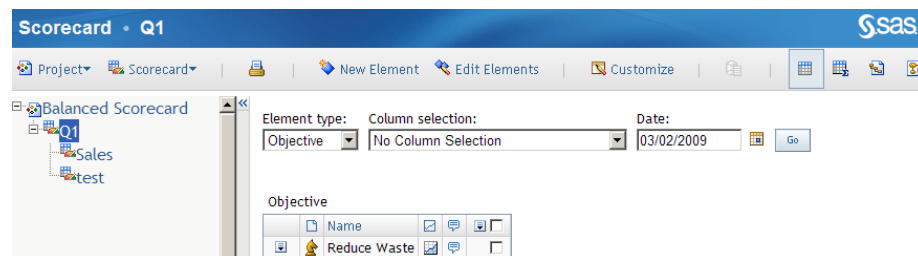 Scorecard • Q1
sas
Project Scorecard New Element Edit Elements Customize
Balanced Scorecard
Q1
Sales
test
Element type: Column selection: Date:
Objective No Column Selection 03/02/2009 Go
Objective
Name
Reduce Waste